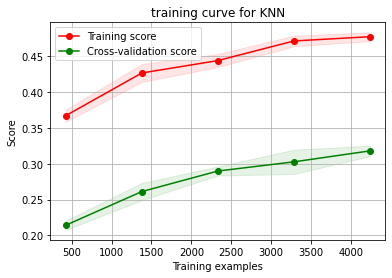 training curve for KNN
Training score
Cross-validation score
0.45
0.40
0.35
0.30
0.25
0.20
Score
500 1000 1500 2000 2500 3000 3500 4000
Training examples